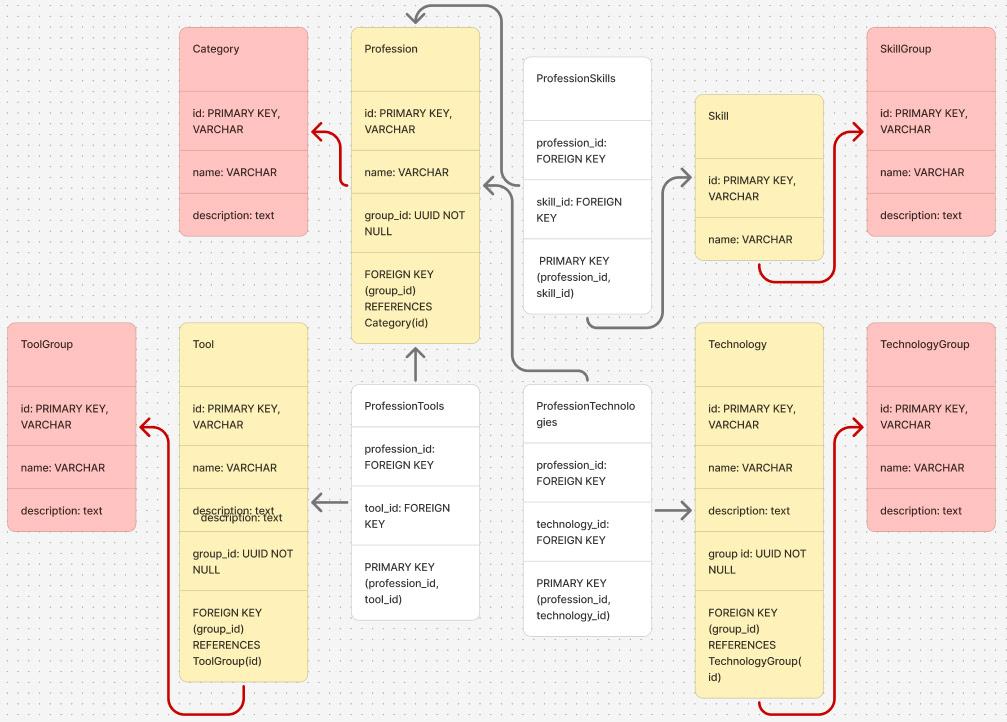 Category
id: PRIMARY KEY,
VARCHAR
name: VARCHAR
description: text
Profession
id: PRIMARY KEY,
VARCHAR
name: VARCHAR
group_id: UUID NOT
NULL
FOREIGN KEY
(group_id)
REFERENCES
Category(id)
ProfessionSkills
profession_id:
FOREIGN KEY
skill_id: FOREIGN
KEY
PRIMARY KEY
(profession_id,
skill_id)
Skill
id: PRIMARY KEY,
VARCHAR
name: VARCHAR
SkillGroup
id: PRIMARY KEY,
VARCHAR
name: VARCHAR
description: text
ToolGroup
id: PRIMARY KEY,
VARCHAR
name: VARCHAR
description: text
Tool
id: PRIMARY KEY,
VARCHAR
name: VARCHAR
description: text
description: text
group_id: UUID NOT
NULL
FOREIGN KEY
(group_id)
REFERENCES
ToolGroup(id)
ProfessionTools
profession_id:
FOREIGN KEY
tool_id: FOREIGN
KEY
PRIMARY KEY
(profession_id,
tool_id)
ProfessionTechnolo
gies
profession_id:
FOREIGN KEY
technology_id:
FOREIGN KEY
PRIMARY KEY
(profession_id,
technology_id)
Technology
id: PRIMARY KEY,
VARCHAR
name: VARCHAR
description: text
group id: UUID NOT
NULL
FOREIGN KEY
(group_id)
REFERENCES
TechnologyGroup(
id)
TechnologyGroup
id: PRIMARY KEY,
VARCHAR
name: VARCHAR
description: text